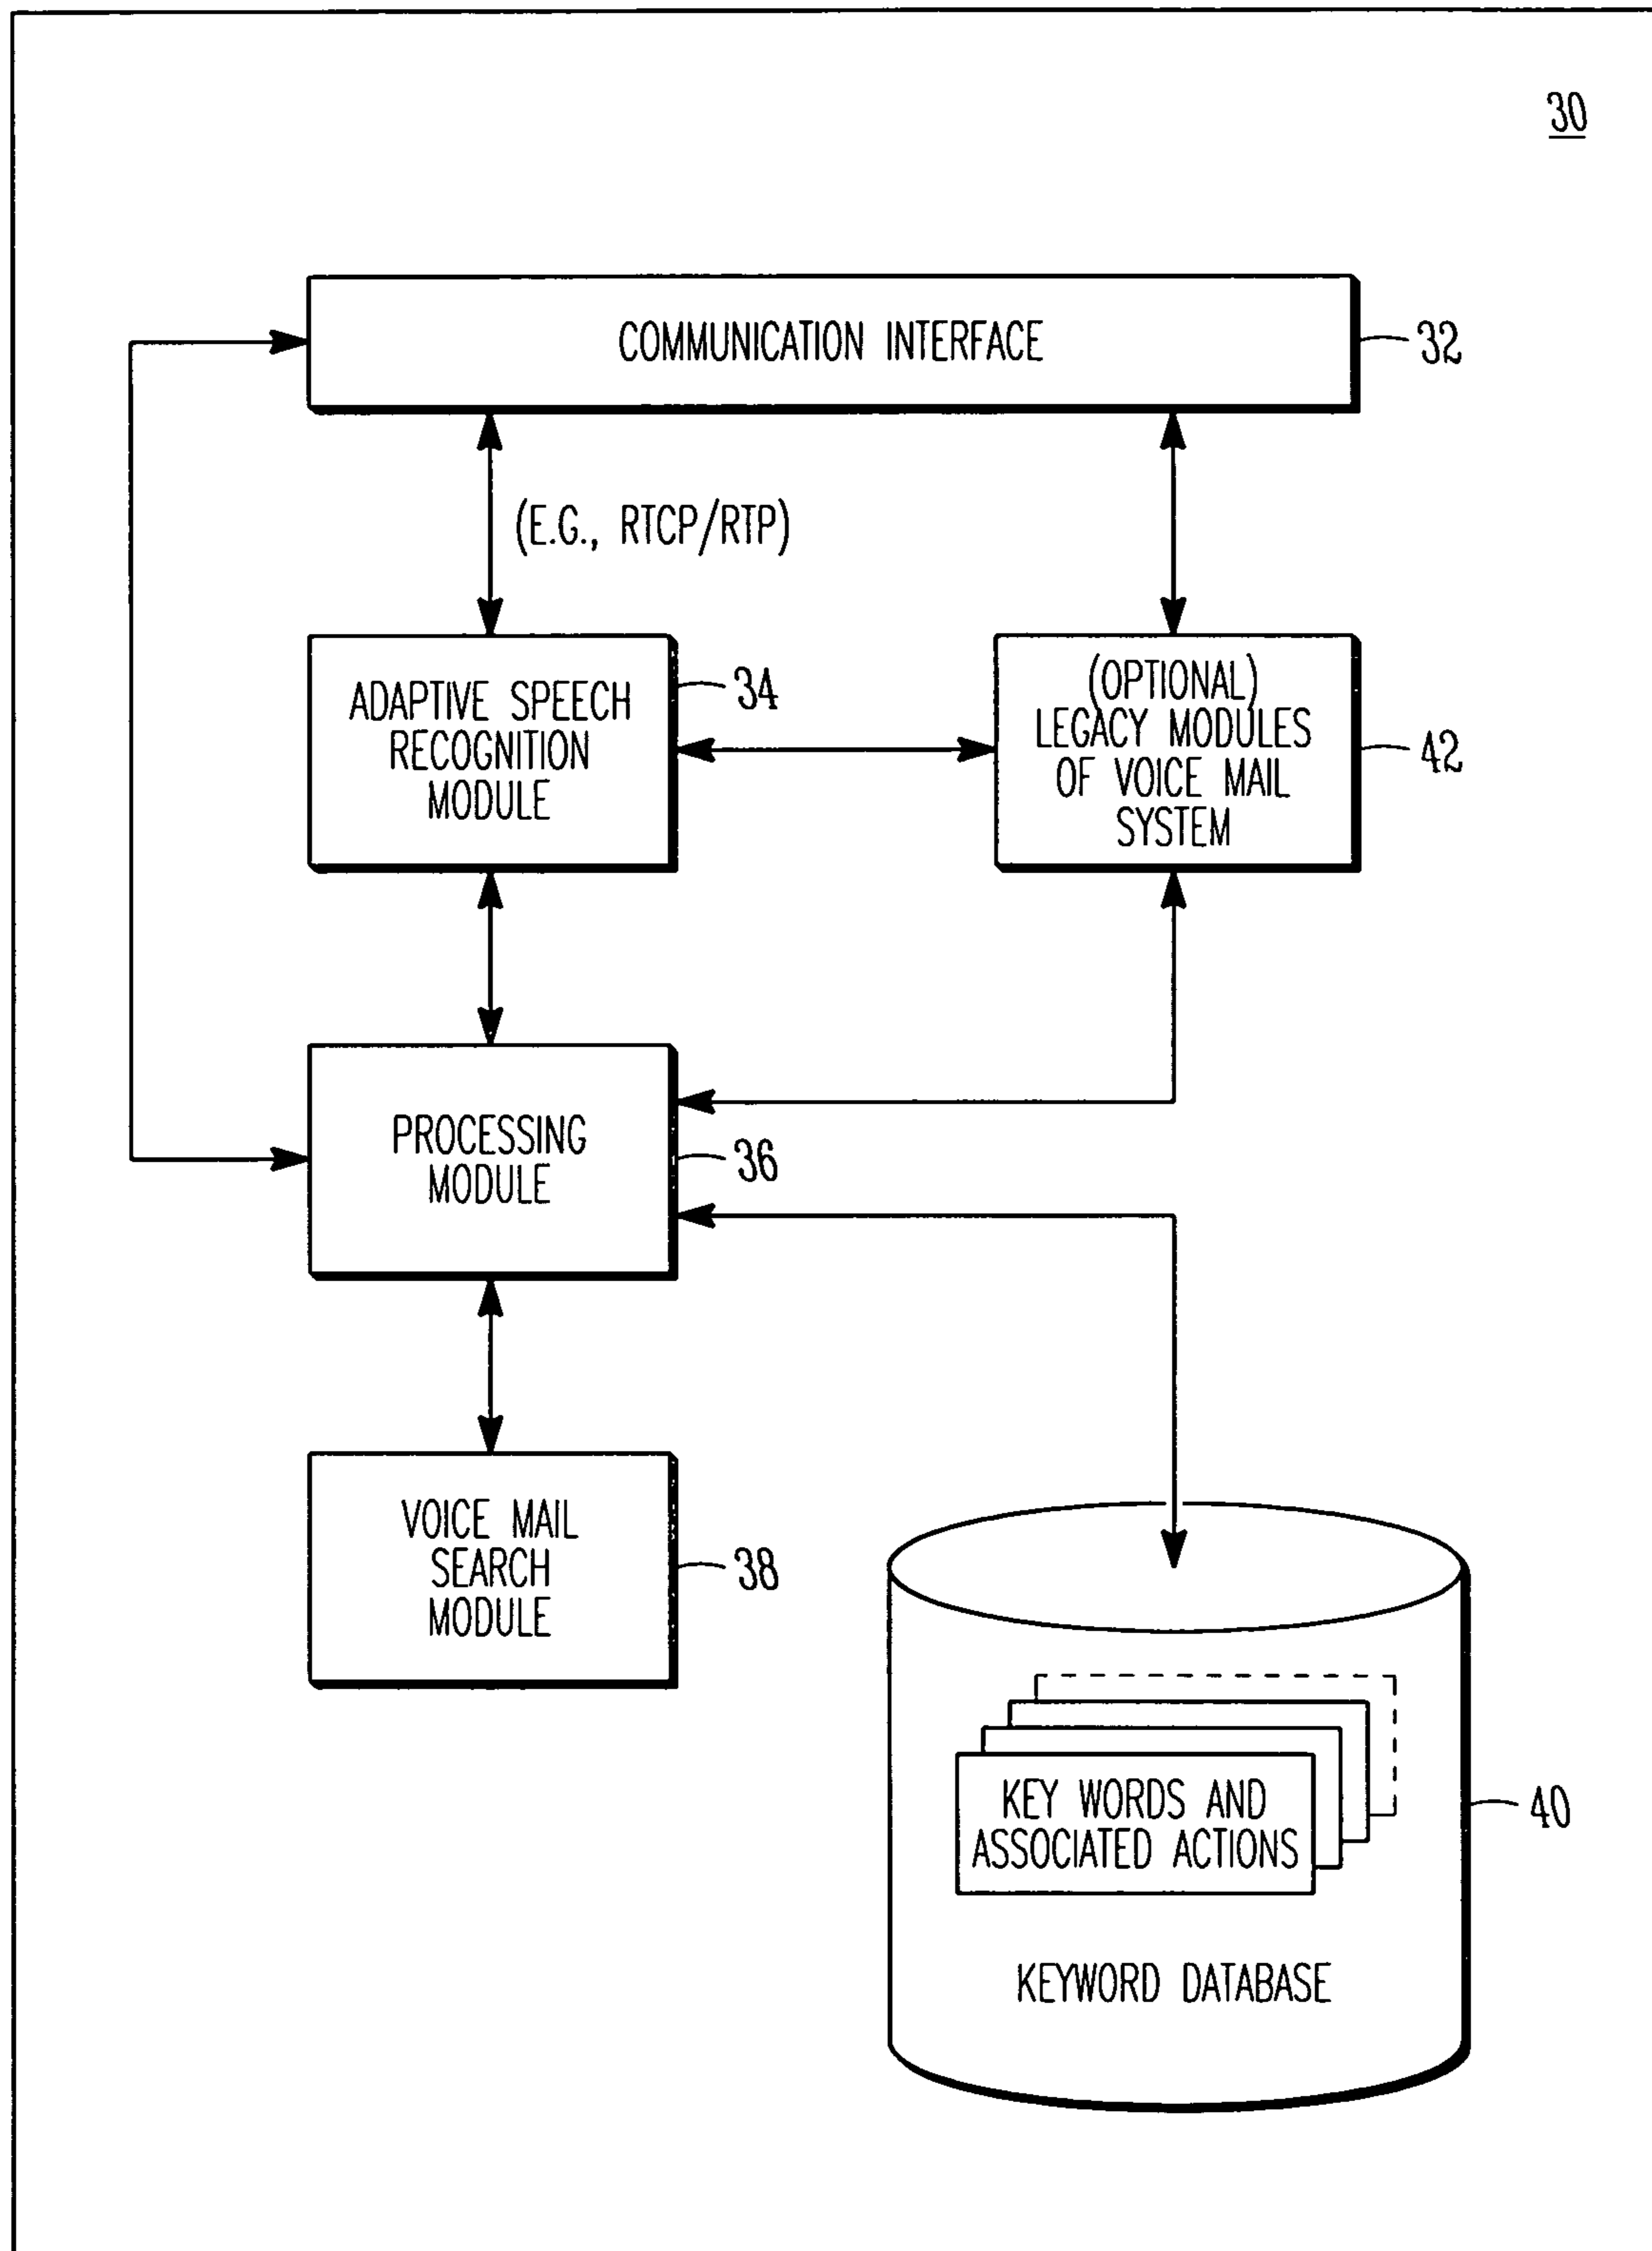 30
COMMUNICATION INTERFACE
32
(E.G., RTCP/RTP)
ADAPTIVE SPEECH
RECOGNITION
MODULE
34
(OPTIONAL)
LEGACY MODULES
OF VOICE MAIL
SYSTEM
42
PROCESSING
MODULE
36
VOICE MAIL
SEARCH
MODULE
38
KEY WORDS AND
ASSOCIATED ACTIONS
40
KEYWORD DATABASE